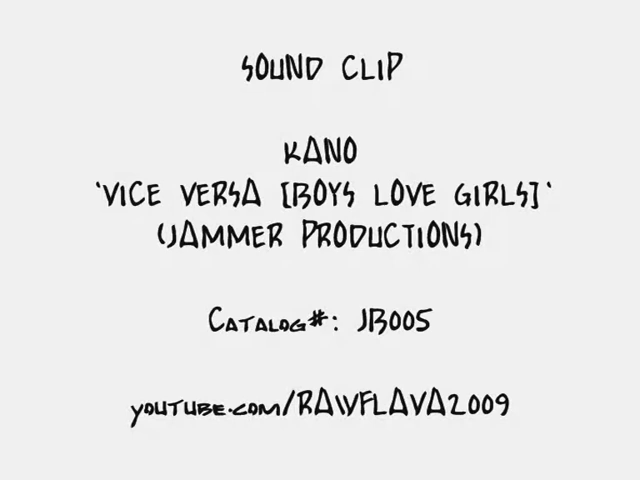 SOUND CLIP
KANO
'VICE VERSA [BOYS LOVE GIRLS]'
(JAMMER PRODUCTIONS)
CATALOG#: JB005
YOUTUBE.COM/RAWFLAVA2009